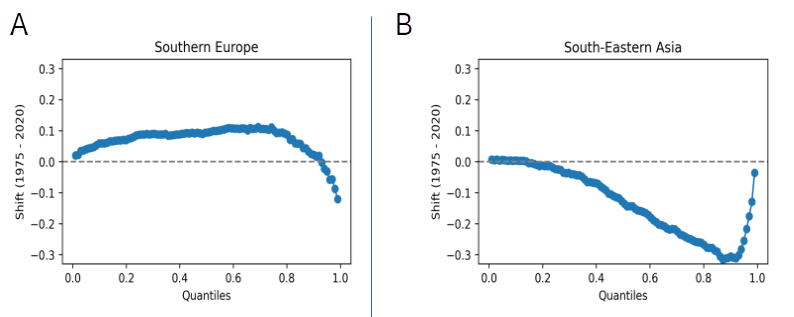 A
Southern Europe
Shift (1975 - 2020)
0.3
0.2
0.1
0.0
−0.1
−0.2
−0.3
0.0 0.2 0.4 0.6 0.8 1.0
Quantiles
B
South-Eastern Asia
Shift (1975 - 2020)
0.3
0.2
0.1
0.0
−0.1
−0.2
−0.3
0.0 0.2 0.4 0.6 0.8 1.0
Quantiles